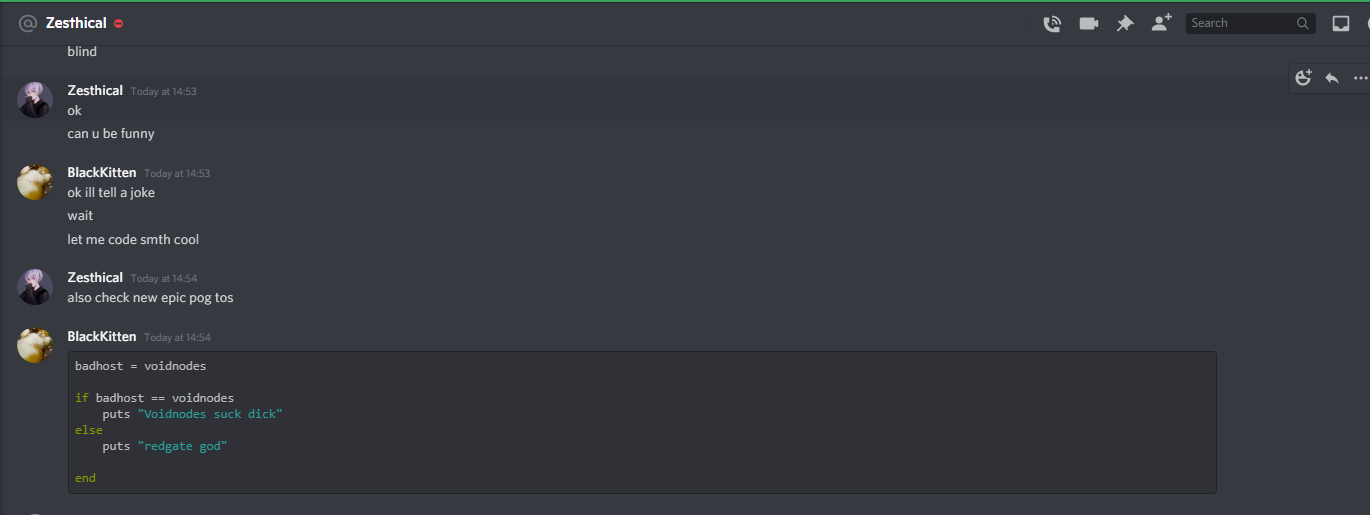 @ Zesthical
Search
blind
Zesthical Today at 14:53
ok
can u be funny
BlackKitten Today at 14:53
ok ill tell a joke
wait
let me code smth cool
Zesthical Today at 14:54
also check new epic pog tos
BlackKitten Today at 14:54
badhost = voidnodes
if badhost == voidnodes
puts "Voidnodes suck dick"
else
puts "redgate god"
end